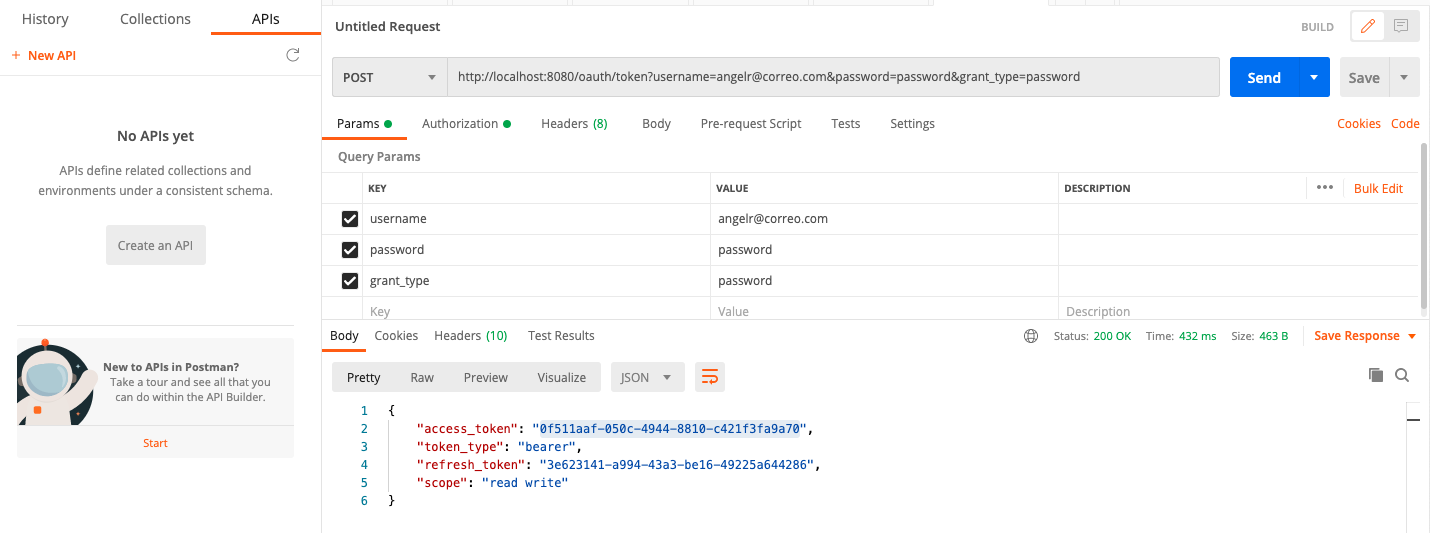 History Collections APIs
+ New API
No APIs yet
APIs define related collections and
environments under a consistent schema.
Create an API
New to APIs in Postman?
Take a tour and see all that you
can do within the API Builder.
Start
Untitled Request BUILD
POST http://localhost:8080/oauth/token?username=angelr@correo.com&password=password&grant_type=password Send Save
Params Authorization Headers (8) Body Pre-request Script Tests Settings Cookies Code
Query Params
KEY VALUE DESCRIPTION ••• Bulk Edit
username angelr@correo.com
password password
grant_type password
Key Value Description
Body Cookies Headers (10) Test Results Status: 200 OK Time: 432 ms Size: 463 B Save Response
Pretty Raw Preview Visualize JSON
1 {
2 "access_token": "0f511aaf-050c-4944-8810-c421f3fa9a70",
3 "token_type": "bearer",
4 "refresh_token": "3e623141-a994-43a3-be16-49225a644286",
5 "scope": "read write"
6 }